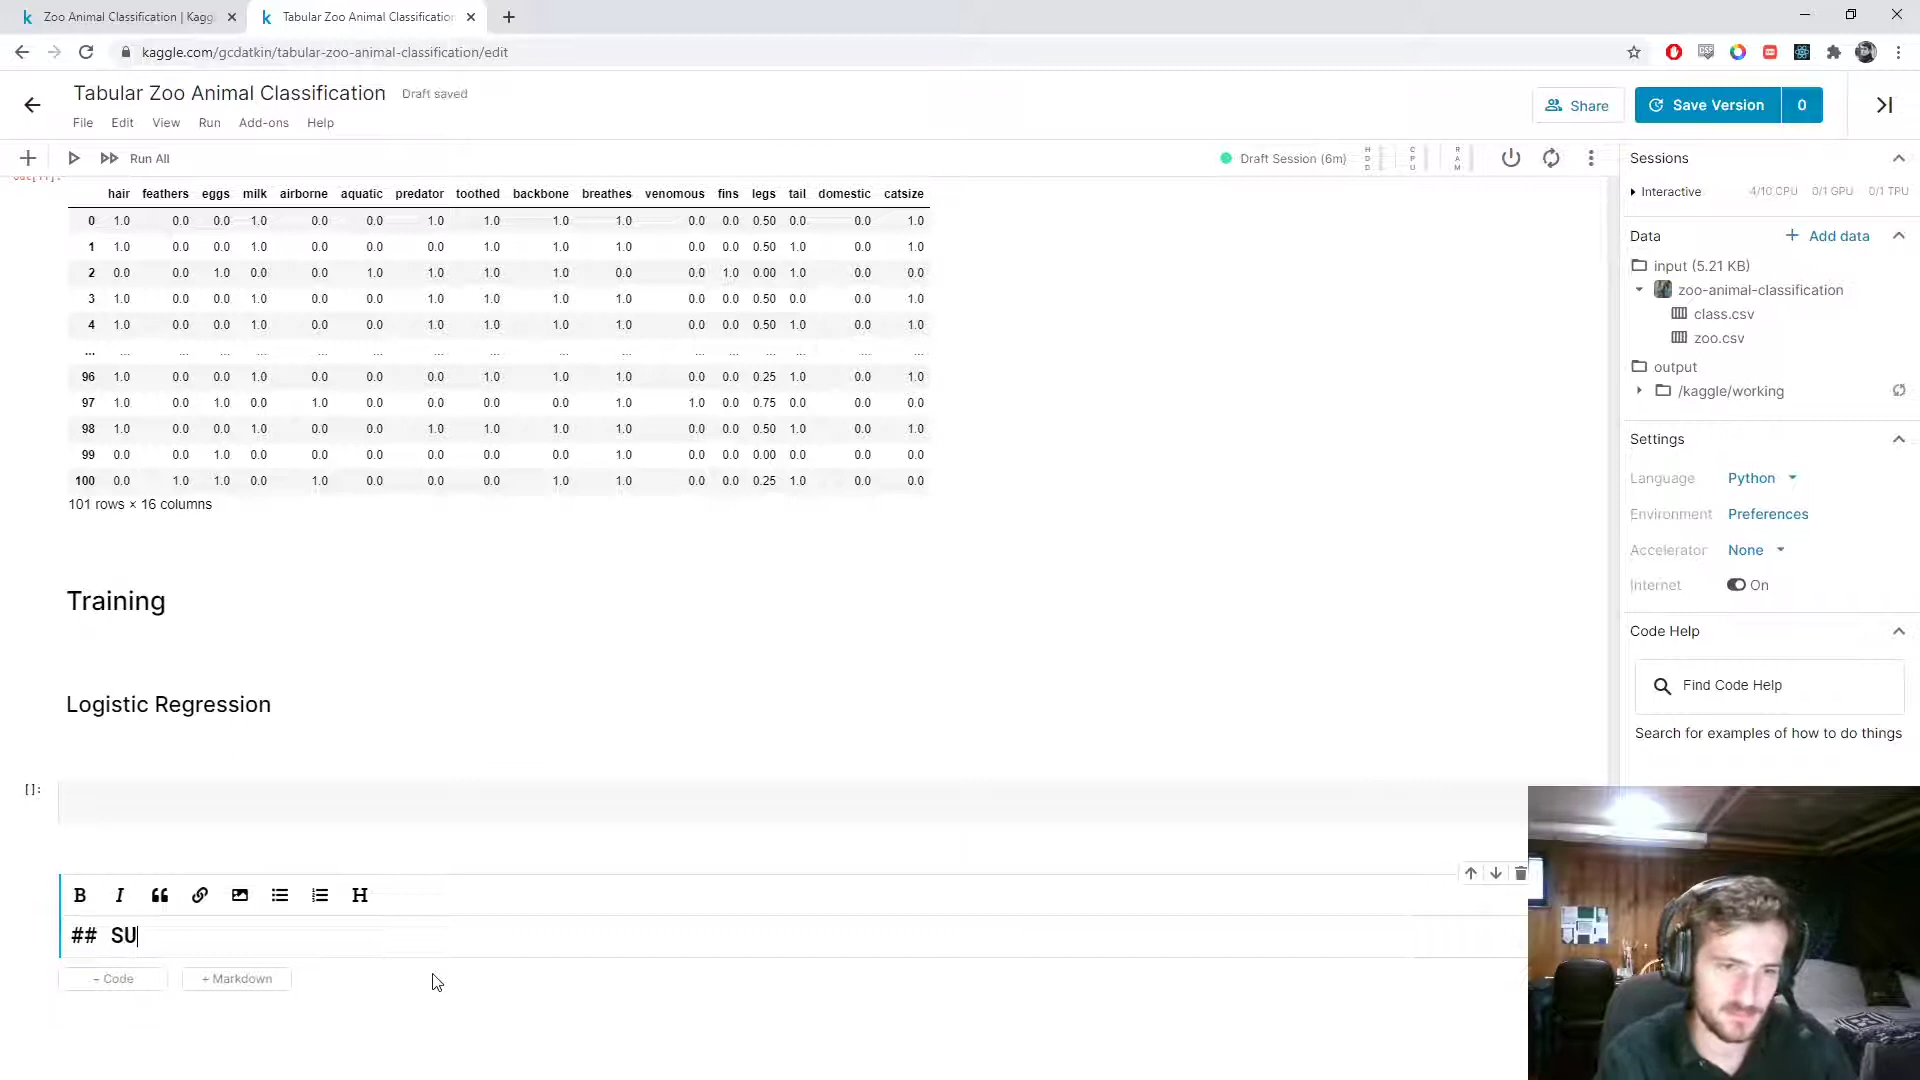 Zoo Animal Classification | Kagg
Tabular Zoo Animal Classification
kaggle.com/gcdatkin/tabular-zoo-animal-classification/edit
Tabular Zoo Animal Classification Draft saved
Share
Save Version 0
File Edit View Run Add-ons Help
Run All
Draft Session (6m)
HDD
CPU
RAM
hair feathers eggs milk airborne aquatic predator toothed backbone breathes venomous fins legs tail domestic catsize
0 1.0 0.0 0.0 1.0 0.0 0.0 1.0 1.0 1.0 1.0 0.0 0.0 0.50 0.0 0.0 1.0
1 1.0 0.0 0.0 1.0 0.0 0.0 0.0 1.0 1.0 1.0 0.0 0.0 0.50 1.0 0.0 1.0
2 0.0 0.0 1.0 0.0 0.0 1.0 1.0 1.0 1.0 0.0 0.0 1.0 0.00 1.0 0.0 0.0
3 1.0 0.0 0.0 1.0 0.0 0.0 1.0 1.0 1.0 1.0 0.0 0.0 0.50 0.0 0.0 1.0
4 1.0 0.0 0.0 1.0 0.0 0.0 1.0 1.0 1.0 1.0 0.0 0.0 0.50 1.0 0.0 1.0
... ... ... ... ... ... ... ... ... ... ... ... ... ... ... ... ...
96 1.0 0.0 0.0 1.0 0.0 0.0 0.0 1.0 1.0 1.0 0.0 0.0 0.25 1.0 0.0 1.0
97 1.0 0.0 1.0 0.0 1.0 0.0 0.0 0.0 0.0 1.0 1.0 0.0 0.75 0.0 0.0 0.0
98 1.0 0.0 0.0 1.0 0.0 0.0 1.0 1.0 1.0 1.0 0.0 0.0 0.50 1.0 0.0 1.0
99 0.0 0.0 1.0 0.0 0.0 0.0 0.0 0.0 0.0 1.0 0.0 0.0 0.00 0.0 0.0 0.0
100 0.0 1.0 1.0 0.0 1.0 0.0 0.0 0.0 1.0 1.0 0.0 0.0 0.25 1.0 0.0 0.0
101 rows × 16 columns
Training
Logistic Regression
[]:
B I H
## SU
+ Code + Markdown
Sessions
Interactive 4/10 CPU 0/1 GPU 0/1 TPU
Data + Add data
input (5.21 KB)
zoo-animal-classification
class.csv
zoo.csv
output
/kaggle/working
Settings
Language Python
Environment Preferences
Accelerator None
Internet On
Code Help
Find Code Help
Search for examples of how to do things